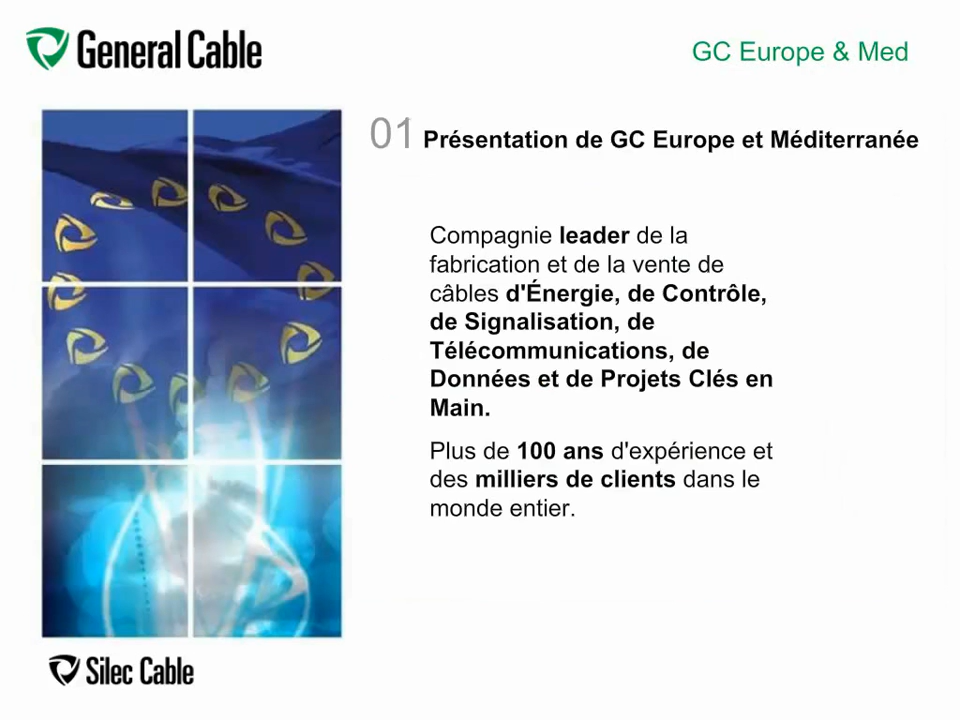 General Cable
GC Europe & Med
01 Présentation de GC Europe et Méditerranée
Compagnie leader de la
fabrication et de la vente de
câbles d'Énergie, de Contrôle,
de Signalisation, de
Télécommunications, de
Données et de Projets Clés en
Main.
Plus de 100 ans d'expérience et
des milliers de clients dans le
monde entier.
Silec Cable